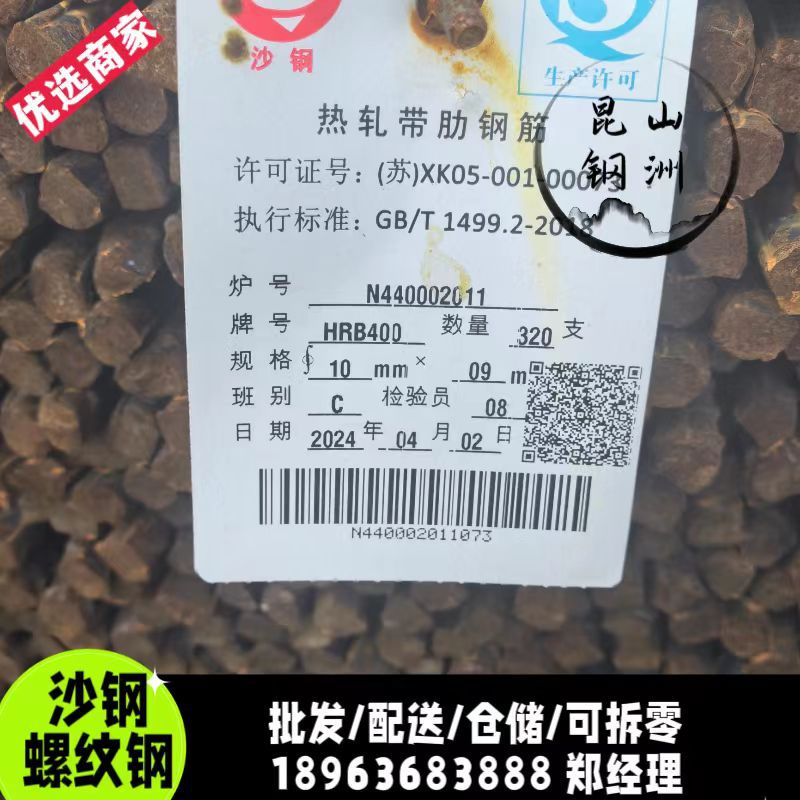 优选商家
沙钢
生产许可
昆山
钢洲
热轧带肋钢筋
许可证号:(苏)XK05-001-00
执行标准:GB/T 1499.2-2018
炉号 N440002011
牌号 HRB400 数量 320 支
规格 10 mm× 09 m
班别 C 检验员 08
日期 2024 年 04 月 02 日
N440002011073
沙钢
螺纹钢
批发/配送/仓储/可拆零
18963683888 郑经理